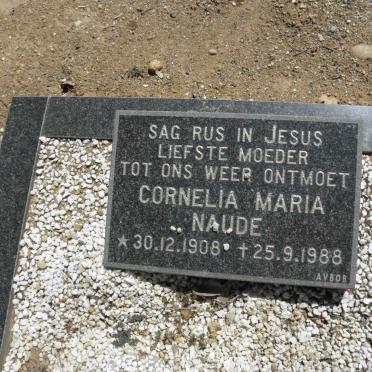 SAG RUS IN JESUS
LIEFSTE MOEDER
TOT ONS WEER ONTMOET
CORNELIA MARIA
NAUDE
★ 30.12.1908 ✝ 25.9.1988
AVBOB